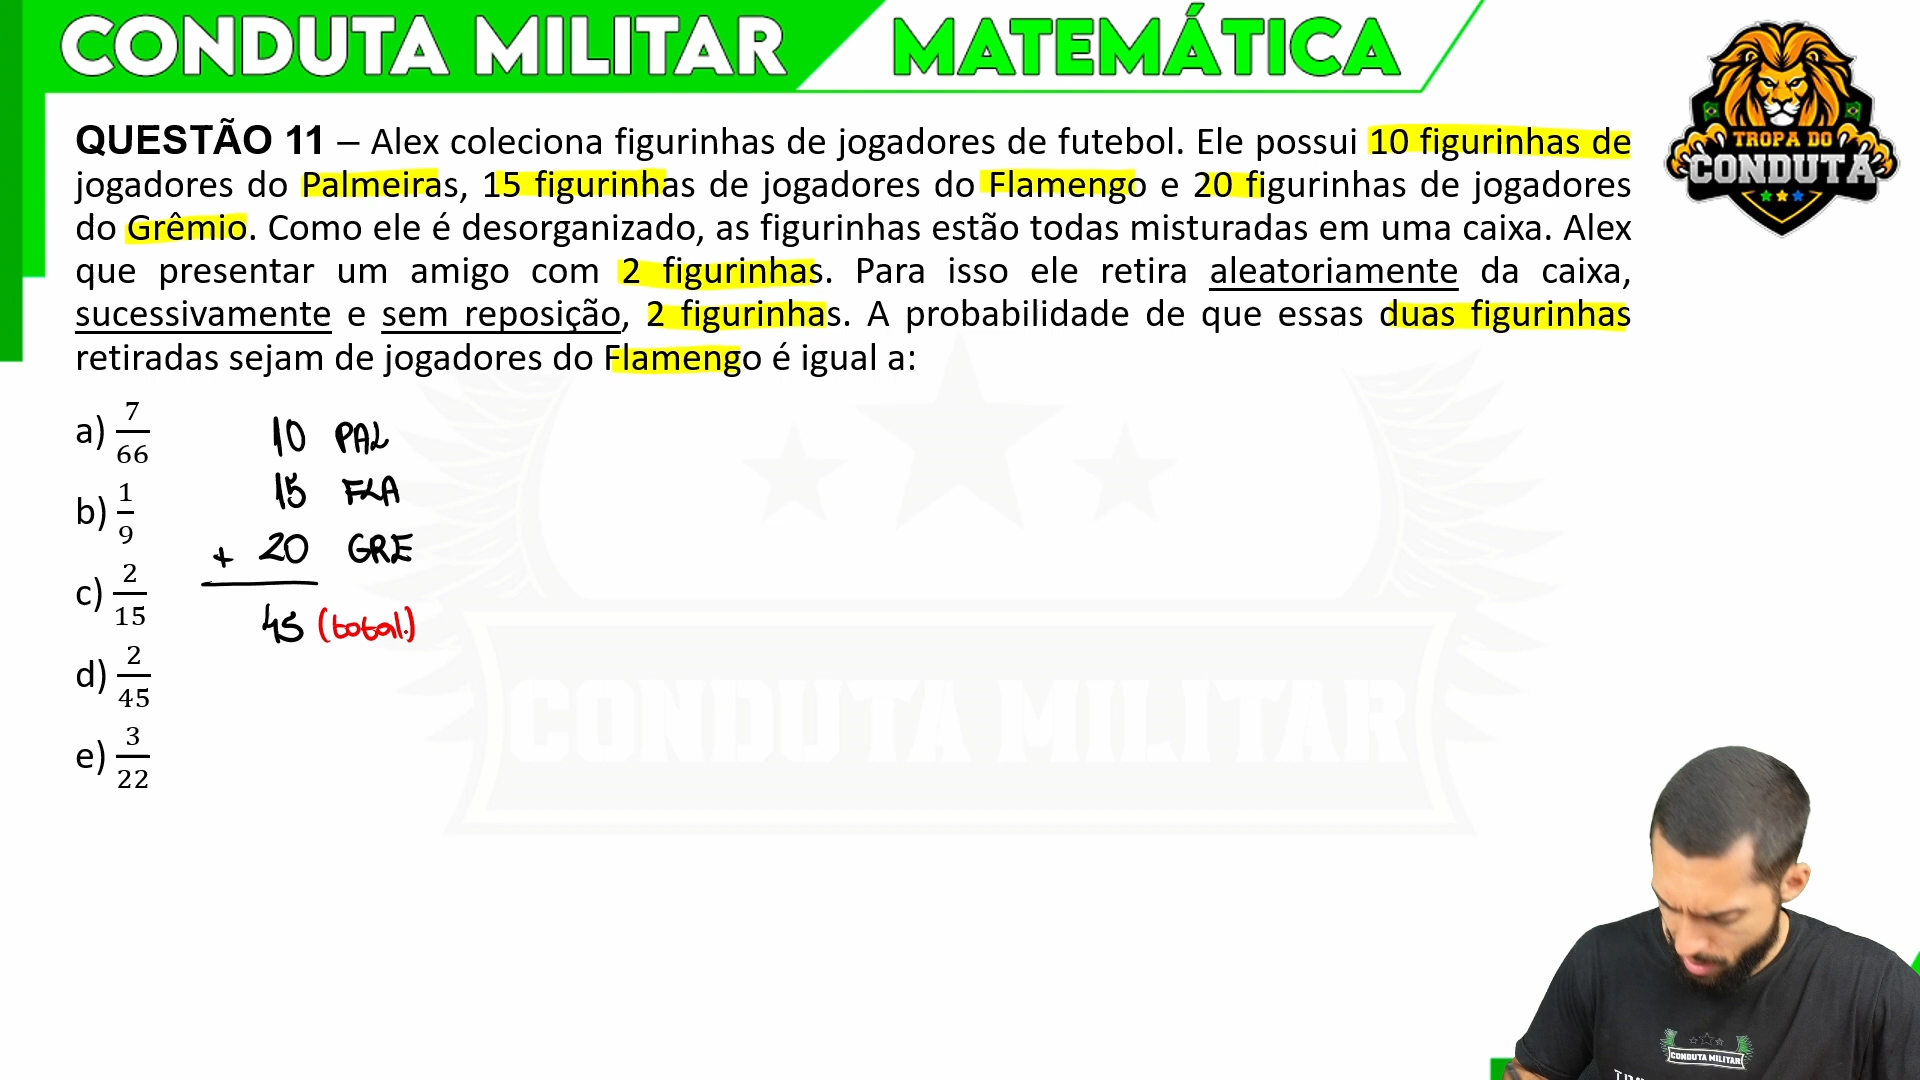 CONDUTA MILITAR MATEMÁTICA
TROPA DO
CONDUTA
QUESTÃO 11 – Alex coleciona figurinhas de jogadores de futebol. Ele possui 10 figurinhas de
jogadores do Palmeiras, 15 figurinhas de jogadores do Flamengo e 20 figurinhas de jogadores
do Grêmio. Como ele é desorganizado, as figurinhas estão todas misturadas em uma caixa. Alex
que presentar um amigo com 2 figurinhas. Para isso ele retira aleatoriamente da caixa,
sucessivamente e sem reposição, 2 figurinhas. A probabilidade de que essas duas figurinhas
retiradas sejam de jogadores do Flamengo é igual a:
a) 7/66
b) 1/9
c) 2/15
d) 2/45
e) 3/22
10 PAL
15 FLA
+ 20 GRE
45 (total)
CONDUTA MILITAR
CONDUTA MILITAR